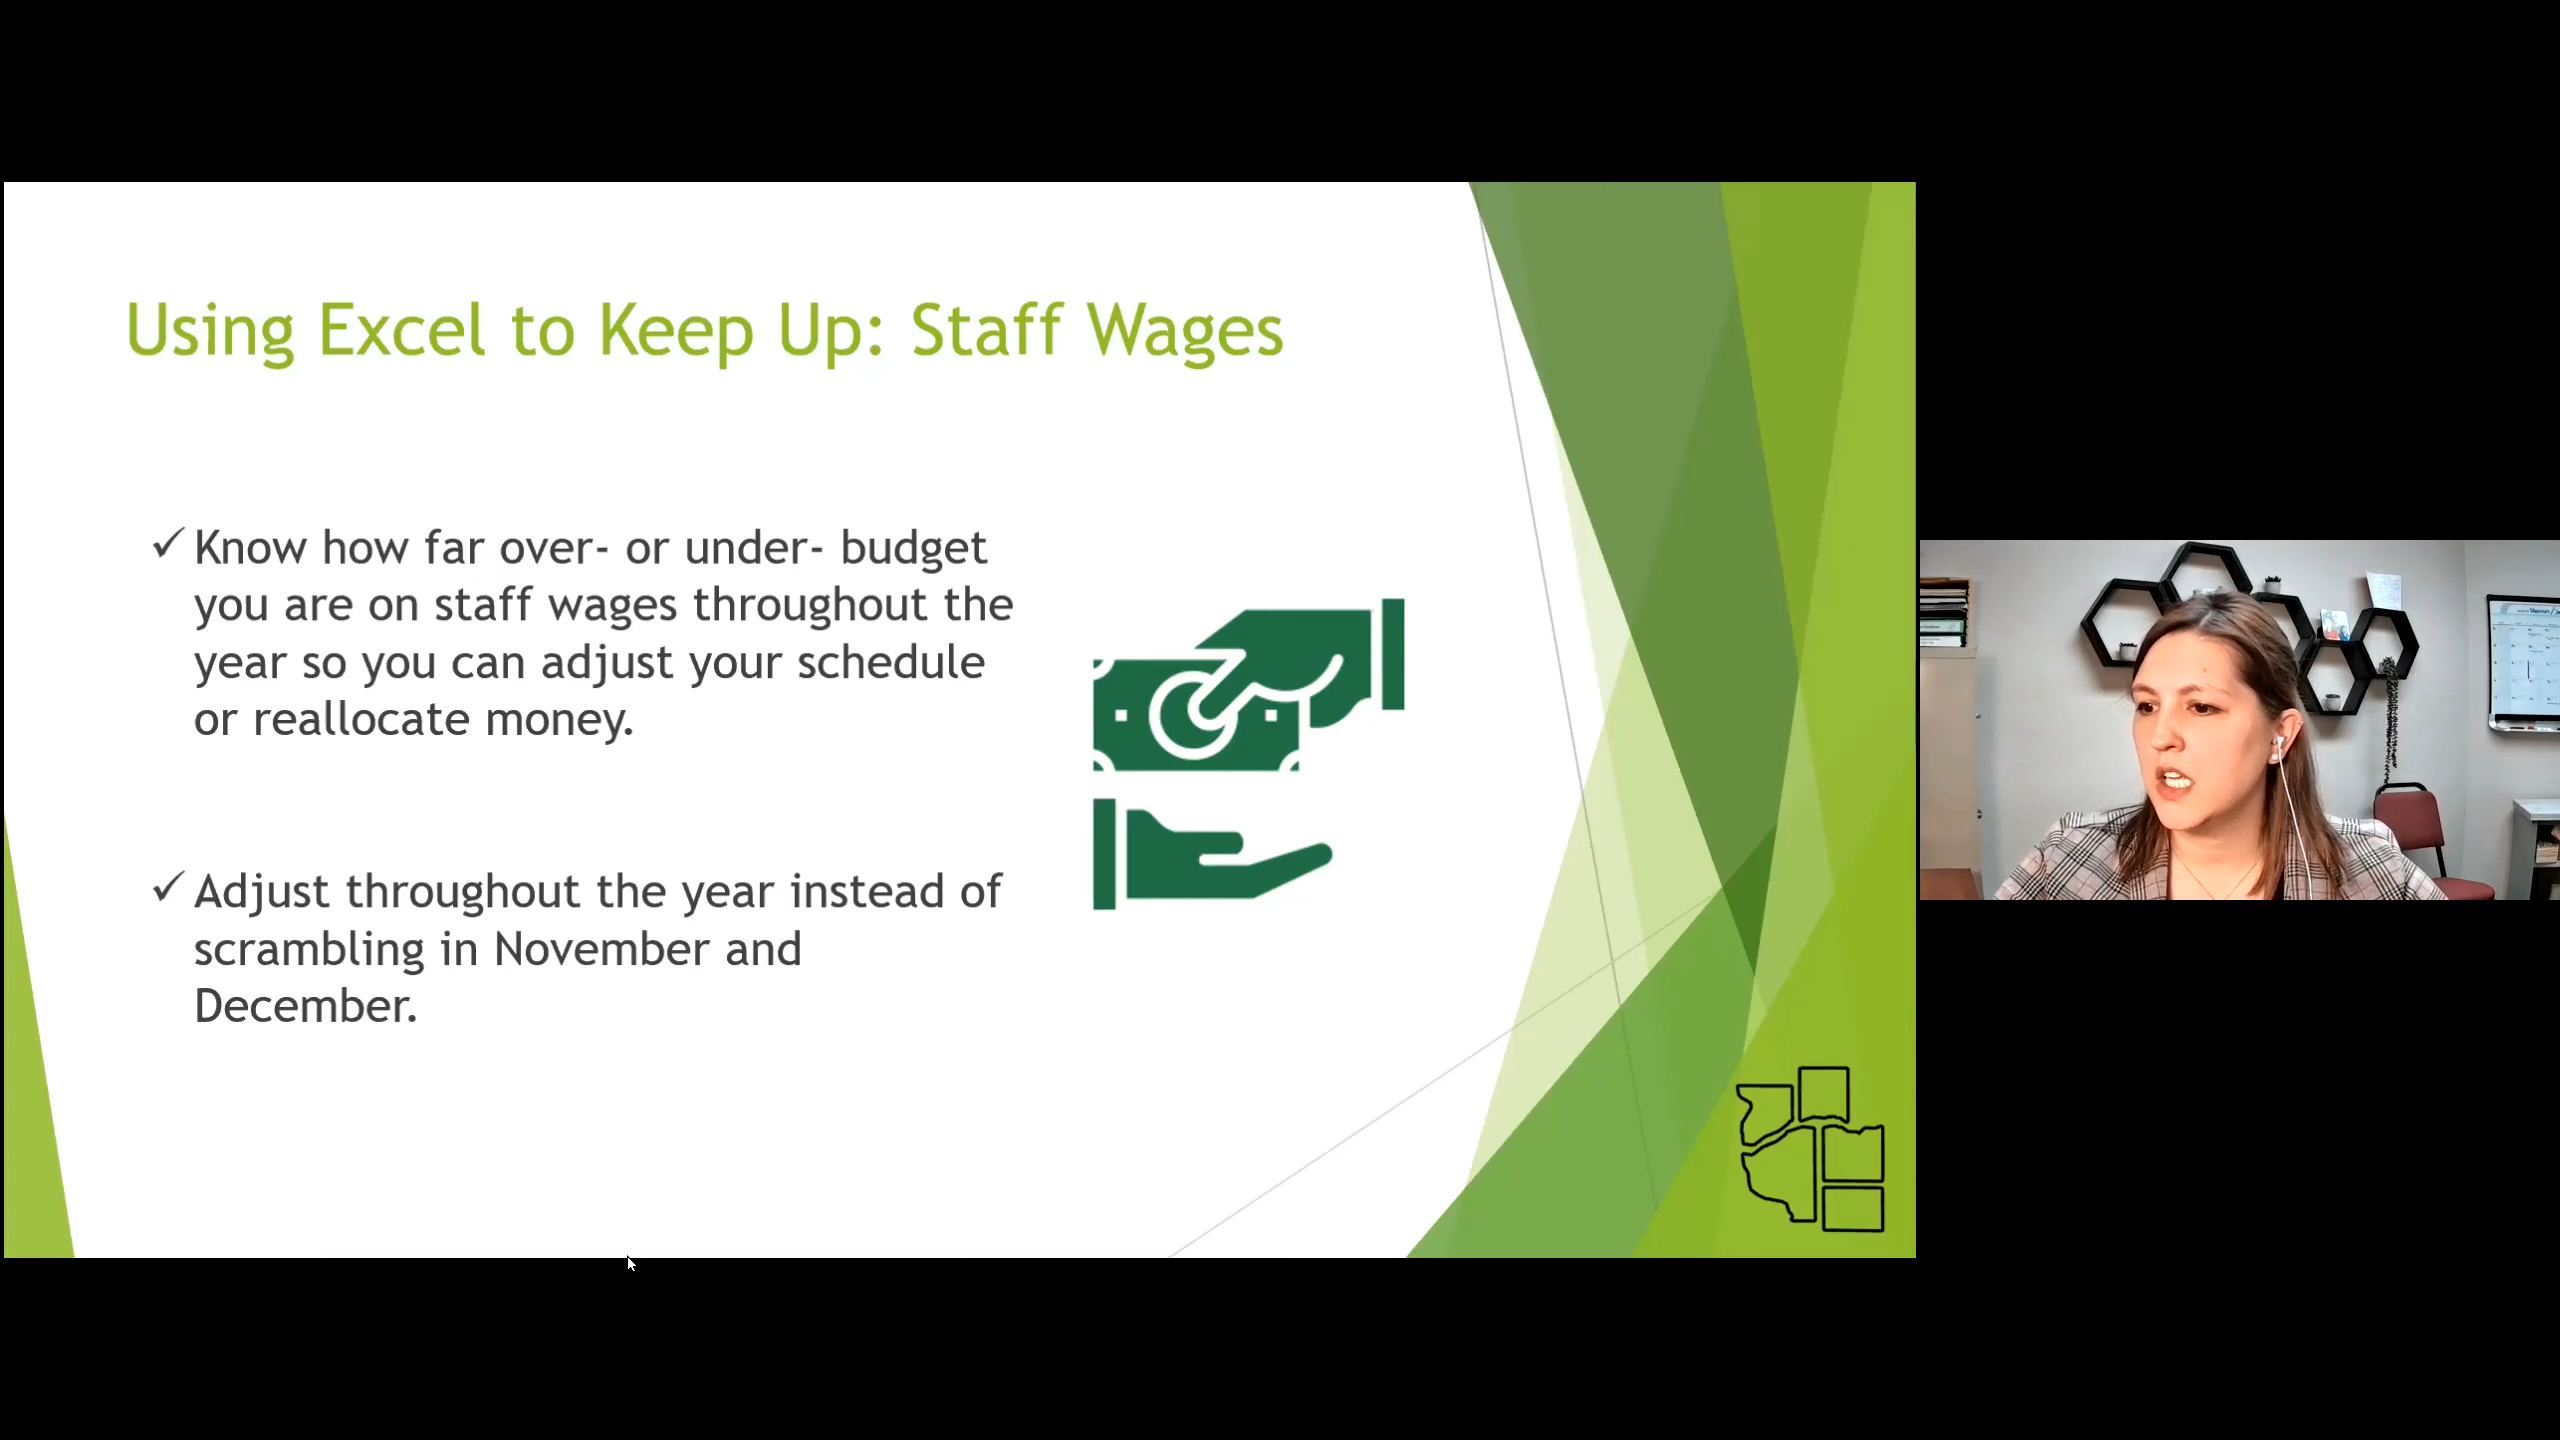 Using Excel to Keep Up: Staff Wages
✓ Know how far over- or under- budget
you are on staff wages throughout the
year so you can adjust your schedule
or reallocate money.
✓ Adjust throughout the year instead of
scrambling in November and
December.